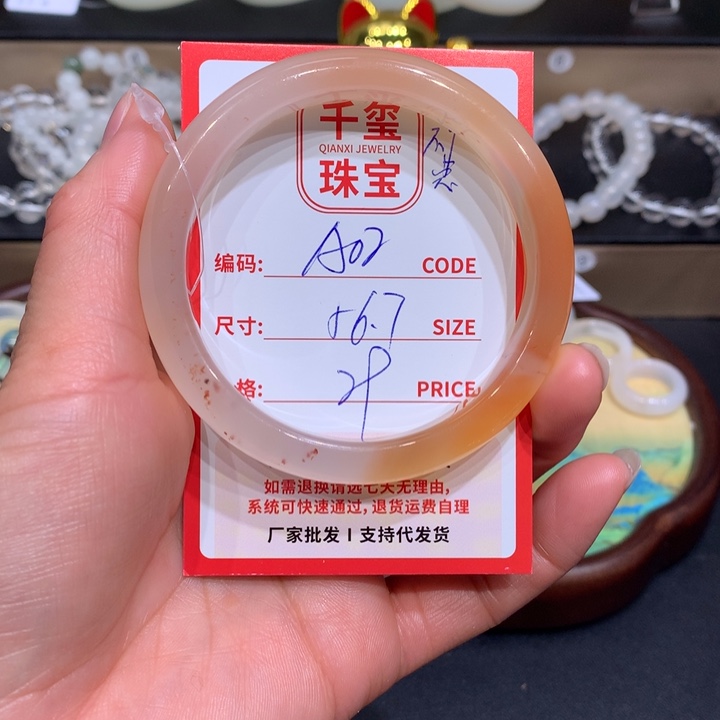 千玺
QIANXI JEWELRY
珠宝
编码: A02 CODE
尺寸: 56.7 SIZE
格: 29 PRICE
如需退换请选七天无理由,
系统可快速通过, 退货运费自理
厂家批发 I 支持代发货